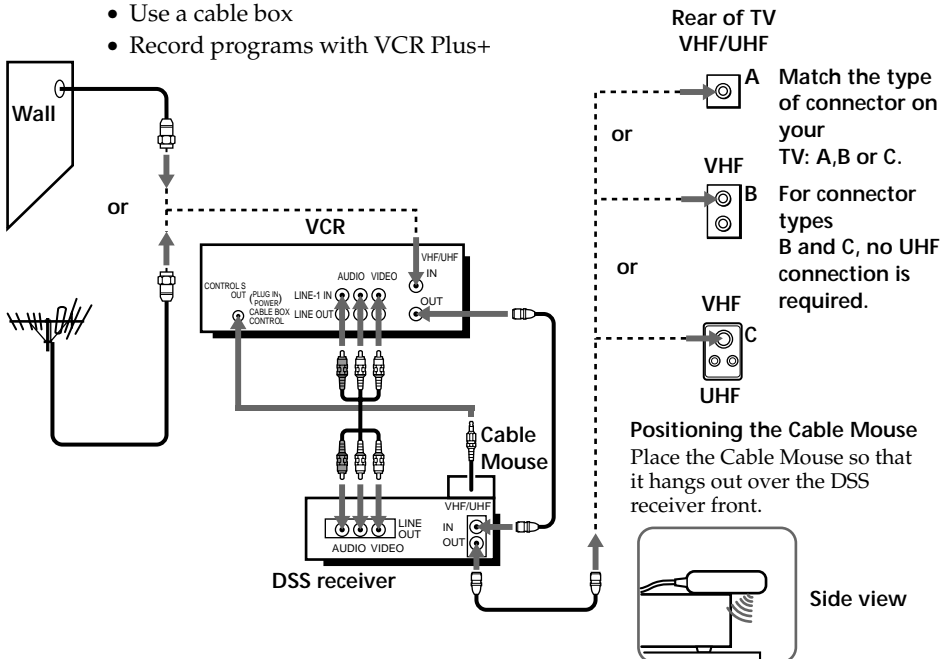 • Use a cable box
• Record programs with VCR Plus+
Wall
or
VCR
CONTROL S
OUT
(PLUG IN
POWER)
CABLE BOX
CONTROL
AUDIO VIDEO
LINE-1 IN
LINE OUT
VHF/UHF
IN
OUT
Cable
Mouse
VHF/UHF
IN
OUT
LINE
OUT
AUDIO VIDEO
DSS receiver
Rear of TV
VHF/UHF
A
or
VHF
B
or
VHF
C
UHF
Match the type
of connector on
your
TV: A,B or C.
For connector
types
B and C, no UHF
connection is
required.
Positioning the Cable Mouse
Place the Cable Mouse so that
it hangs out over the DSS
receiver front.
Side view